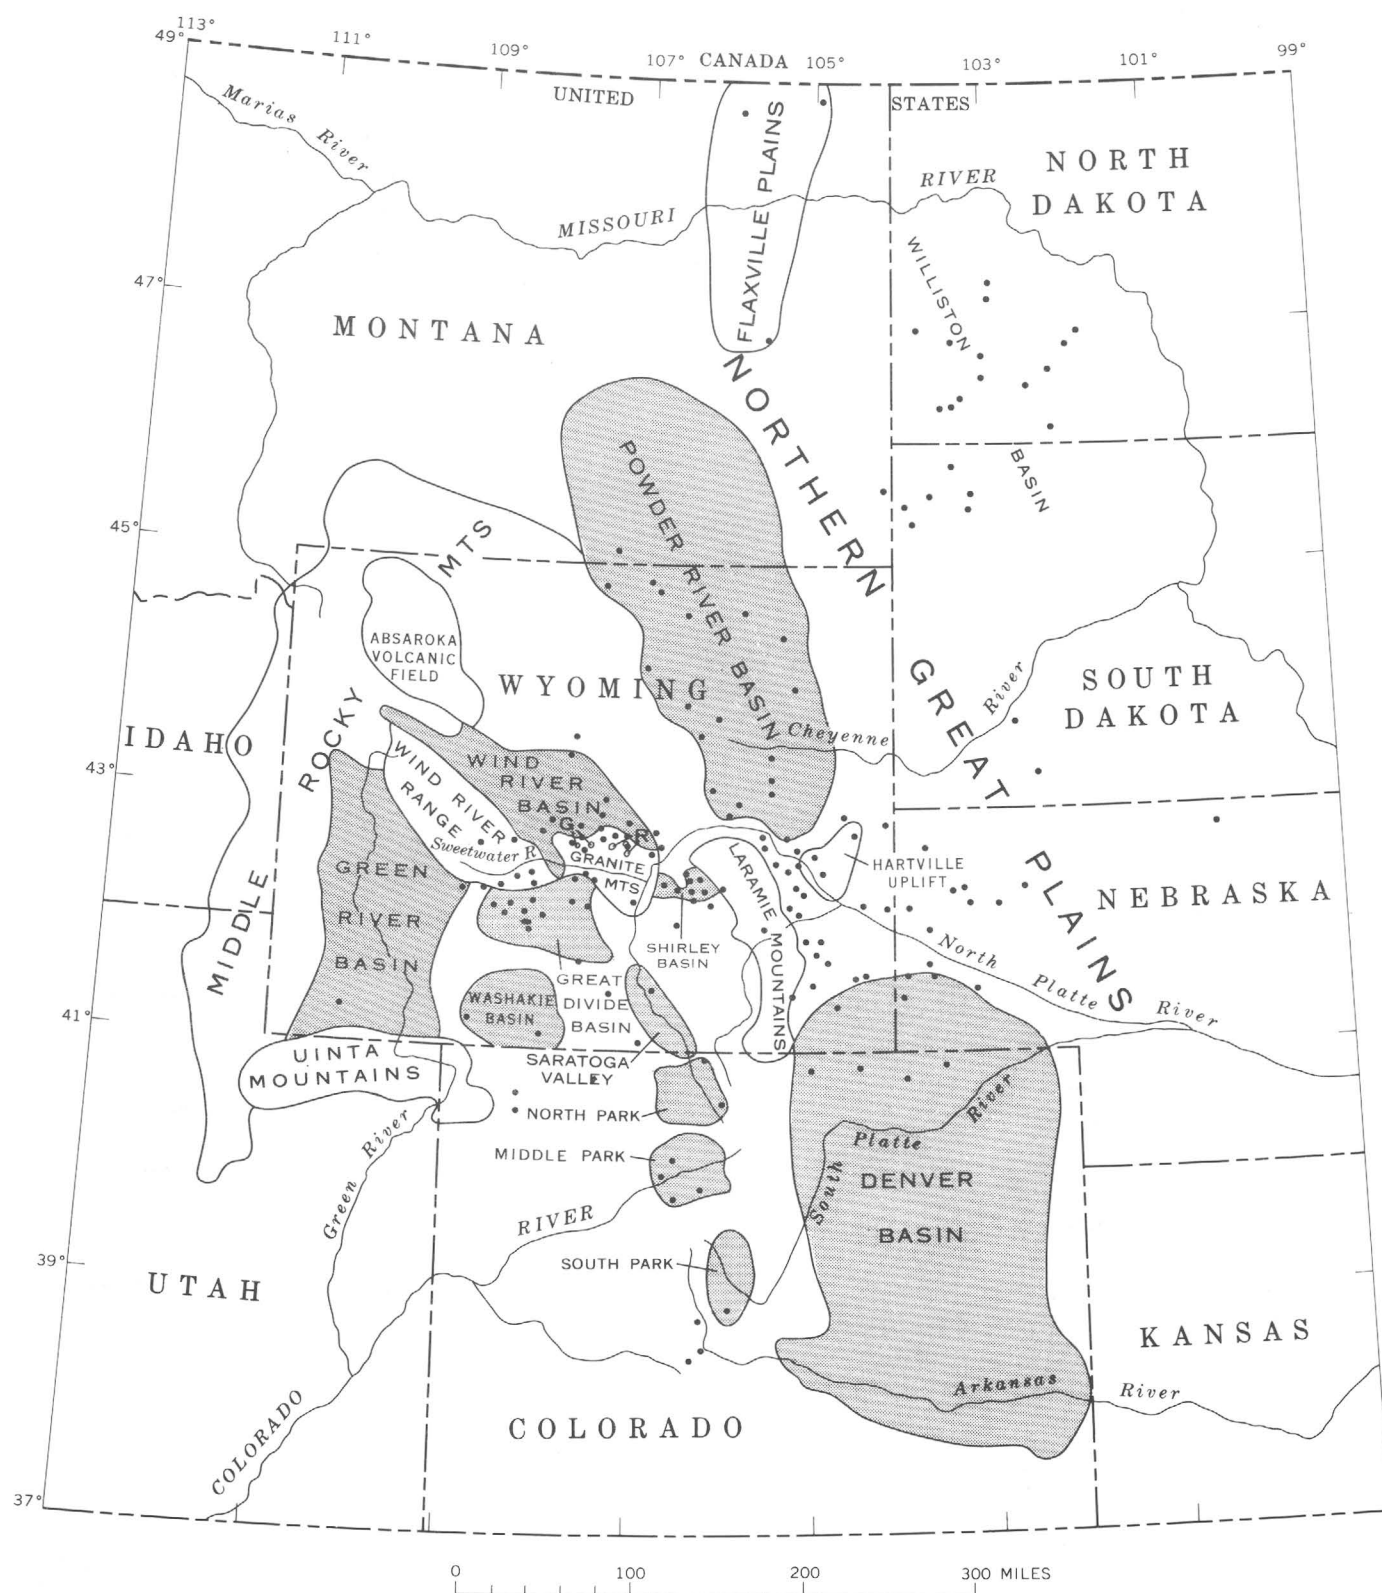 113°
49°
111°
109°
107°
CANADA
105°
103°
101°
99°
UNITED
STATES
Marias River
MISSOURI
RIVER
FLAXVILLE PLAINS
NORTH
DAKOTA
WILLISTON
BASIN
47°
MONTANA
NORTHERN
GREAT
PLAINS
POWDER RIVER BASIN
45°
MIDDLE
ROCKY
MTS
ABSAROKA
VOLCANIC
FIELD
WYOMING
SOUTH
DAKOTA
Cheyenne
River
IDAHO
43°
WIND RIVER
RANGE
WIND
RIVER
BASIN
G
R
Sweetwater R
GRANITE
MTS
LARAMIE MOUNTAINS
HARTVILLE
UPLIFT
NEBRASKA
GREEN
RIVER
BASIN
SHIRLEY
BASIN
North Platte River
GREAT
DIVIDE
BASIN
WASHAKIE
BASIN
41°
UINTA
MOUNTAINS
SARATOGA
VALLEY
NORTH PARK
MIDDLE PARK
Green River
South Platte River
DENVER
BASIN
RIVER
SOUTH PARK
39°
UTAH
KANSAS
Arkansas
River
COLORADO
COLORADO
37°
0
100
200
300 MILES